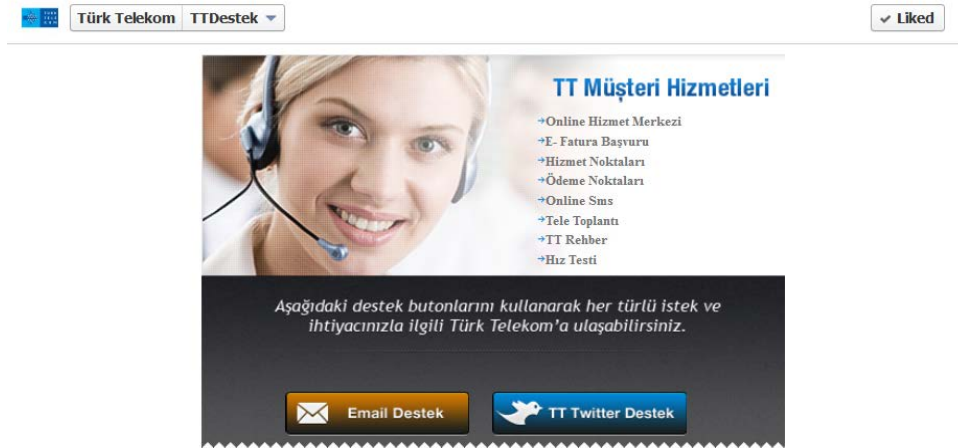 Türk Telekom TTDestek Liked
TT Müşteri Hizmetleri
Online Hizmet Merkezi
E- Fatura Başvuru
Hizmet Noktaları
Ödeme Noktaları
Online Sms
Tele Toplantı
TT Rehber
Hız Testi
Aşağıdaki destek butonlarını kullanarak her türlü istek ve
ihtiyacınızla ilgili Türk Telekom'a ulaşabilirsiniz.
Email Destek TT Twitter Destek